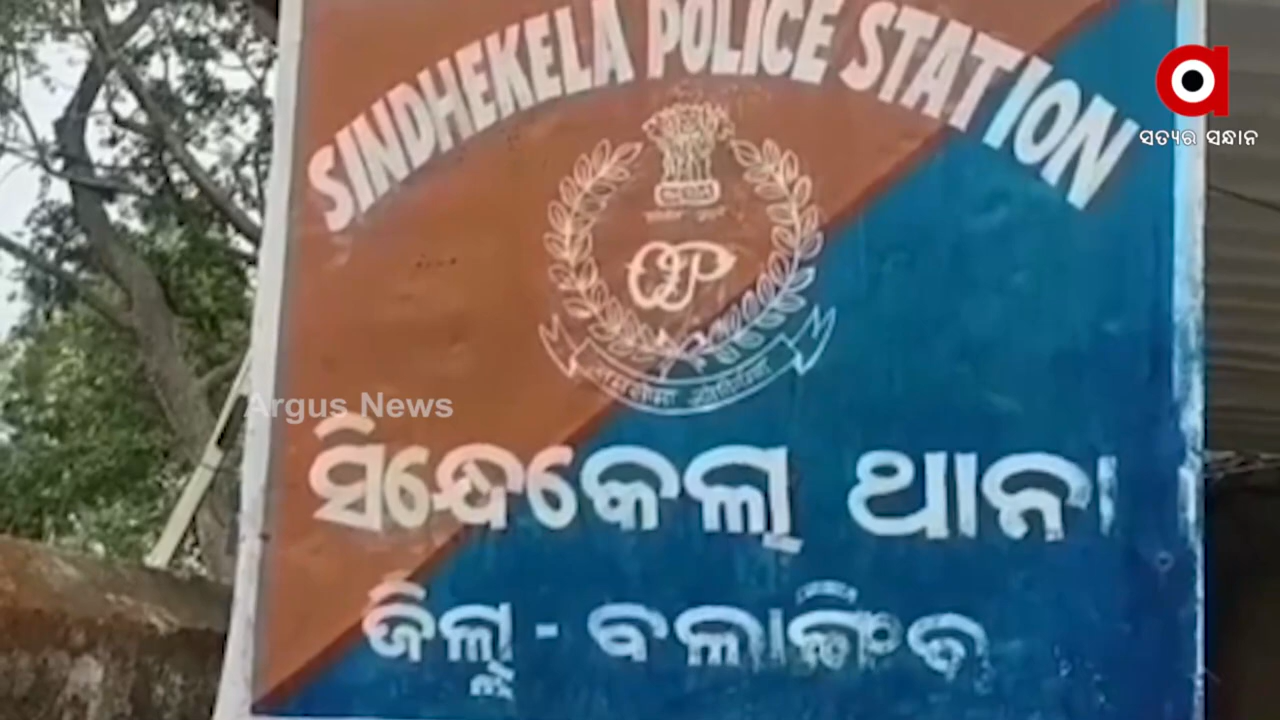 SINDHEKELA POLICE STATION
ସତ୍ୟର ସନ୍ଧାନ
Argus News
ସିନ୍ଧେକେଲା ଥାନା
ଜିଲ୍ଲା - ବଲାଙ୍ଗିର